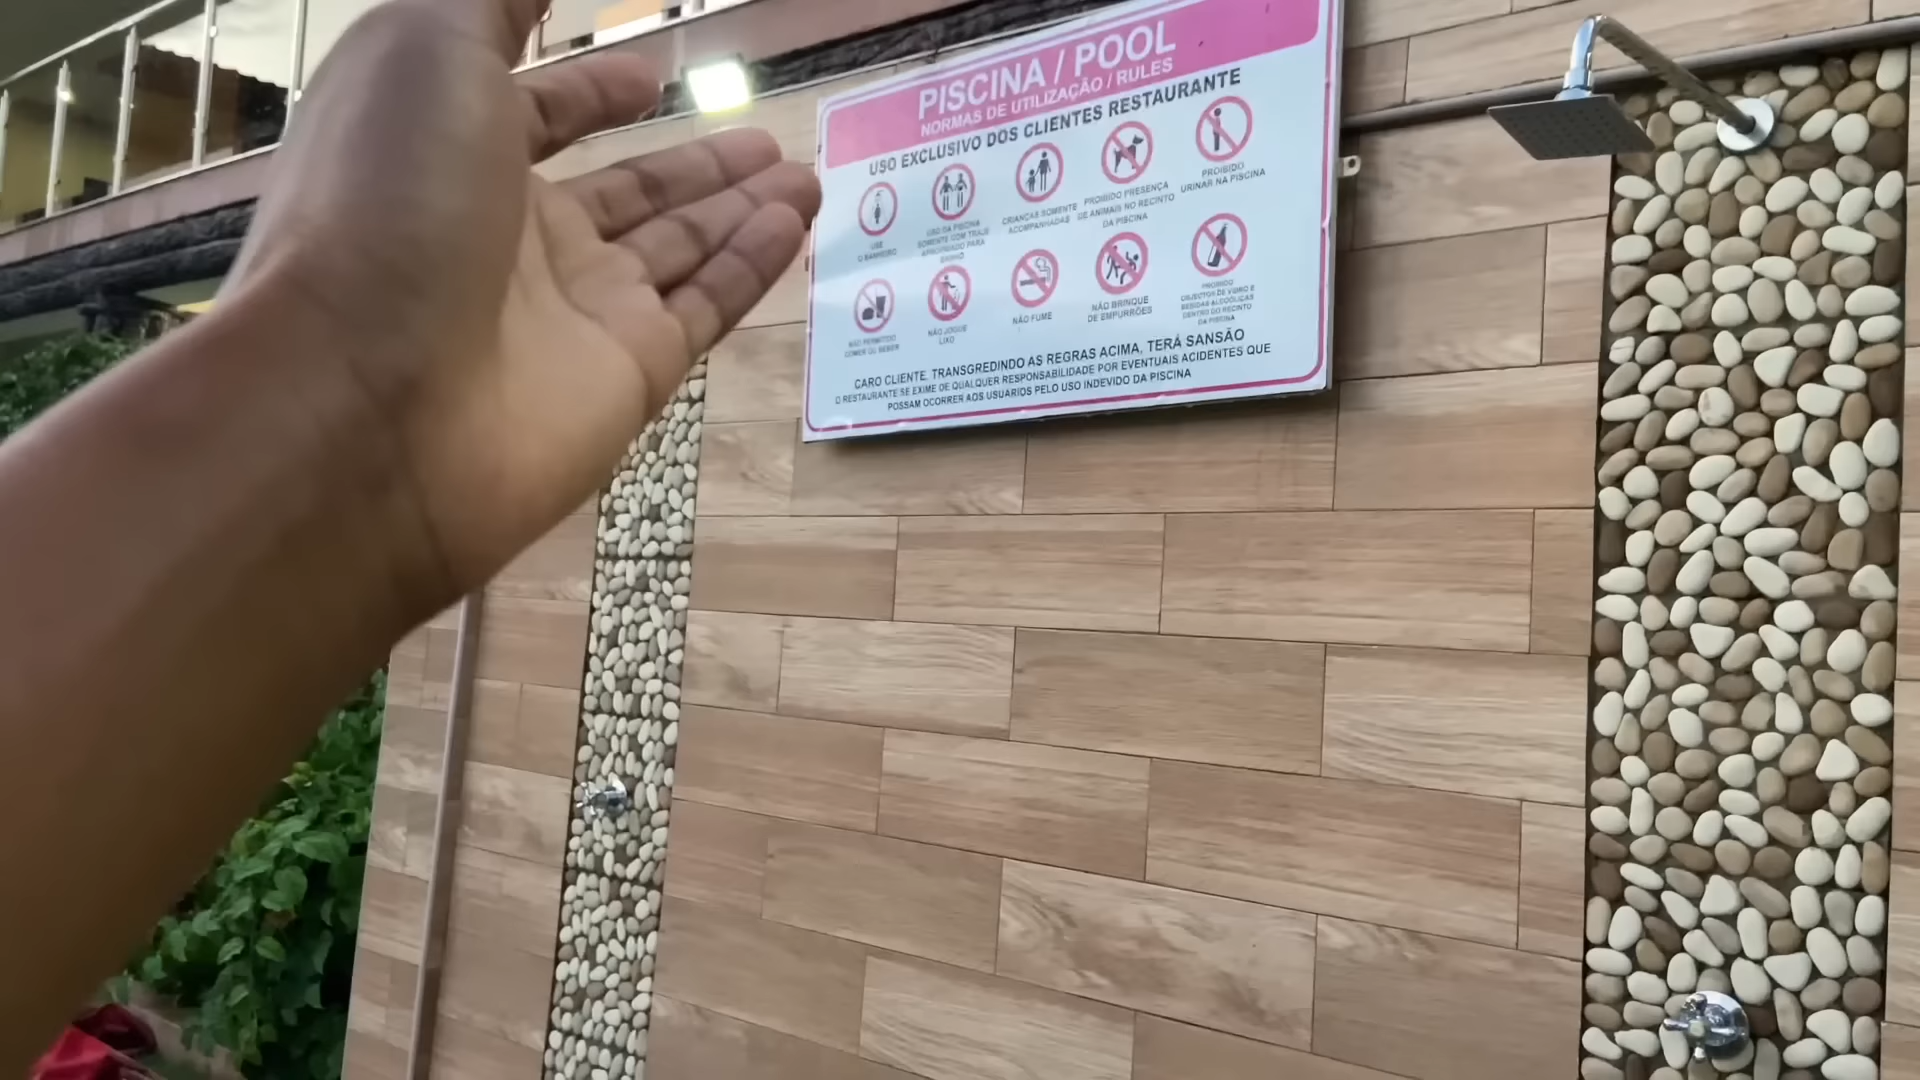 PISCINA / POOL
NORMAS DE UTILIZAÇÃO / RULES
USO EXCLUSIVO DOS CLIENTES RESTAURANTE
USE
O BANHEIRO
USO DA PISCINA
SOMENTE COM TRAJE
APROPRIADO PARA
BANHO
CRIANÇAS SOMENTE
ACOMPANHADAS
PROIBIDO PRESENÇA
DE ANIMAIS NO RECINTO
DA PISCINA
PROIBIDO
URINAR NA PISCINA
NÃO PERMITIDO
COMER OU BEBER
NÃO JOGUE
LIXO
NÃO FUME
NÃO BRINQUE
DE EMPURRÕES
PROIBIDO
OBJECTOS DE VIDRO E
BEBIDAS ALCOÓLICAS
DENTRO DO RECINTO
DA PISCINA
CARO CLIENTE, TRANSGREDINDO AS REGRAS ACIMA, TERÁ SANSÃO
O RESTAURANTE SE EXIME DE QUALQUER RESPONSABILIDADE POR EVENTUAIS ACIDENTES QUE
POSSAM OCORRER AOS USUÁRIOS PELO USO INDEVIDO DA PISCINA